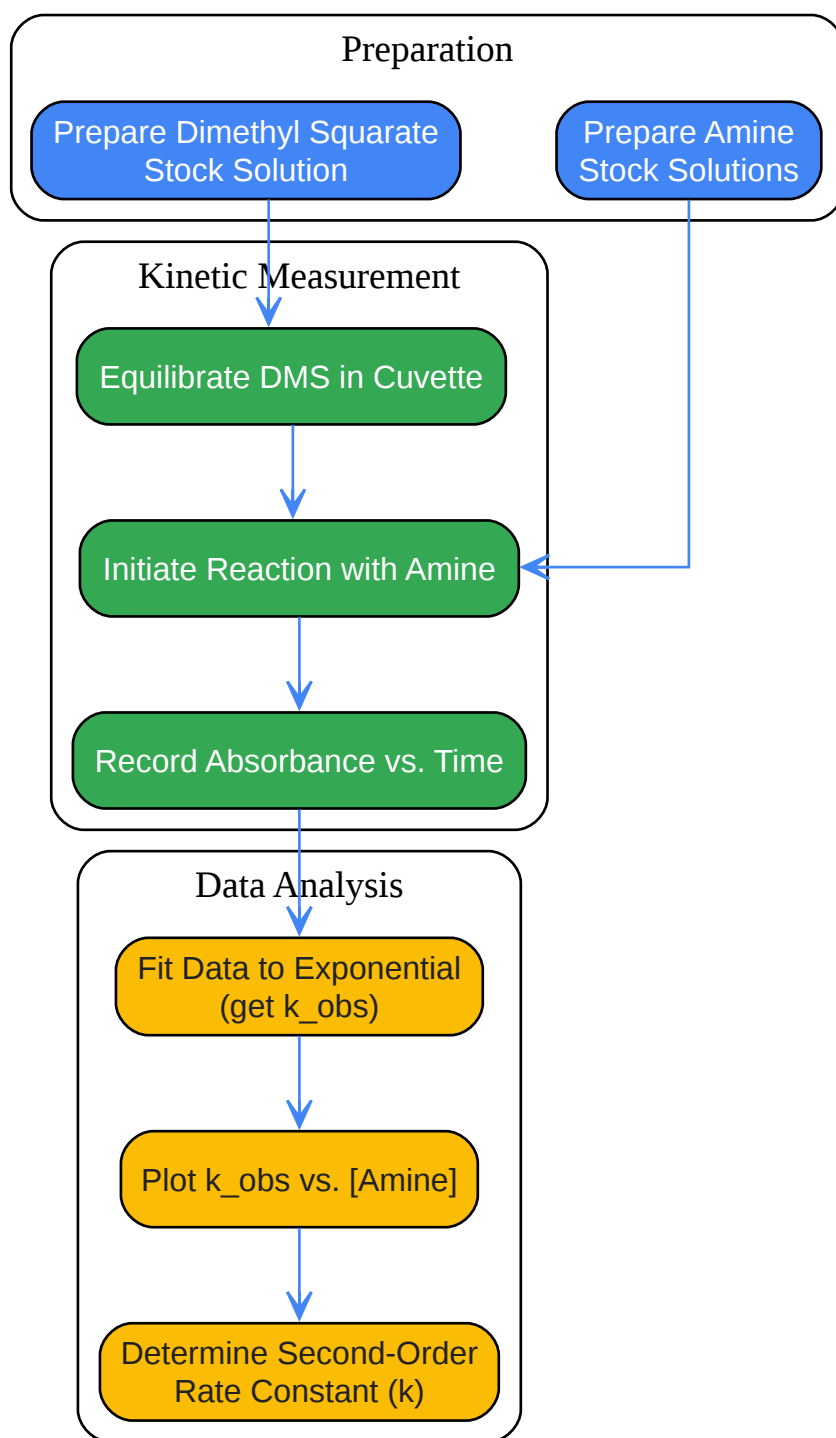 Preparation
Prepare Dimethyl Squarate
Stock Solution
Prepare Amine
Stock Solutions
Kinetic Measurement
Equilibrate DMS in Cuvette
Initiate Reaction with Amine
Record Absorbance vs. Time
Data Analysis
Fit Data to Exponential
(get k_obs)
Plot k_obs vs. [Amine]
Determine Second-Order
Rate Constant (k)